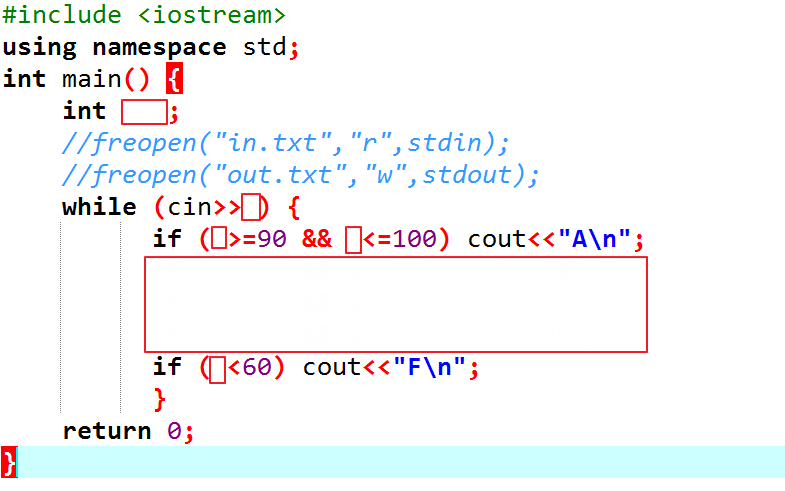 #include <iostream>
using namespace std;
int main() {
int ;
//freopen("in.txt","r",stdin);
//freopen("out.txt","w",stdout);
while (cin>>) {
if (>=90 && <=100) cout<<"A\n";
if (<60) cout<<"F\n";
}
return 0;
}